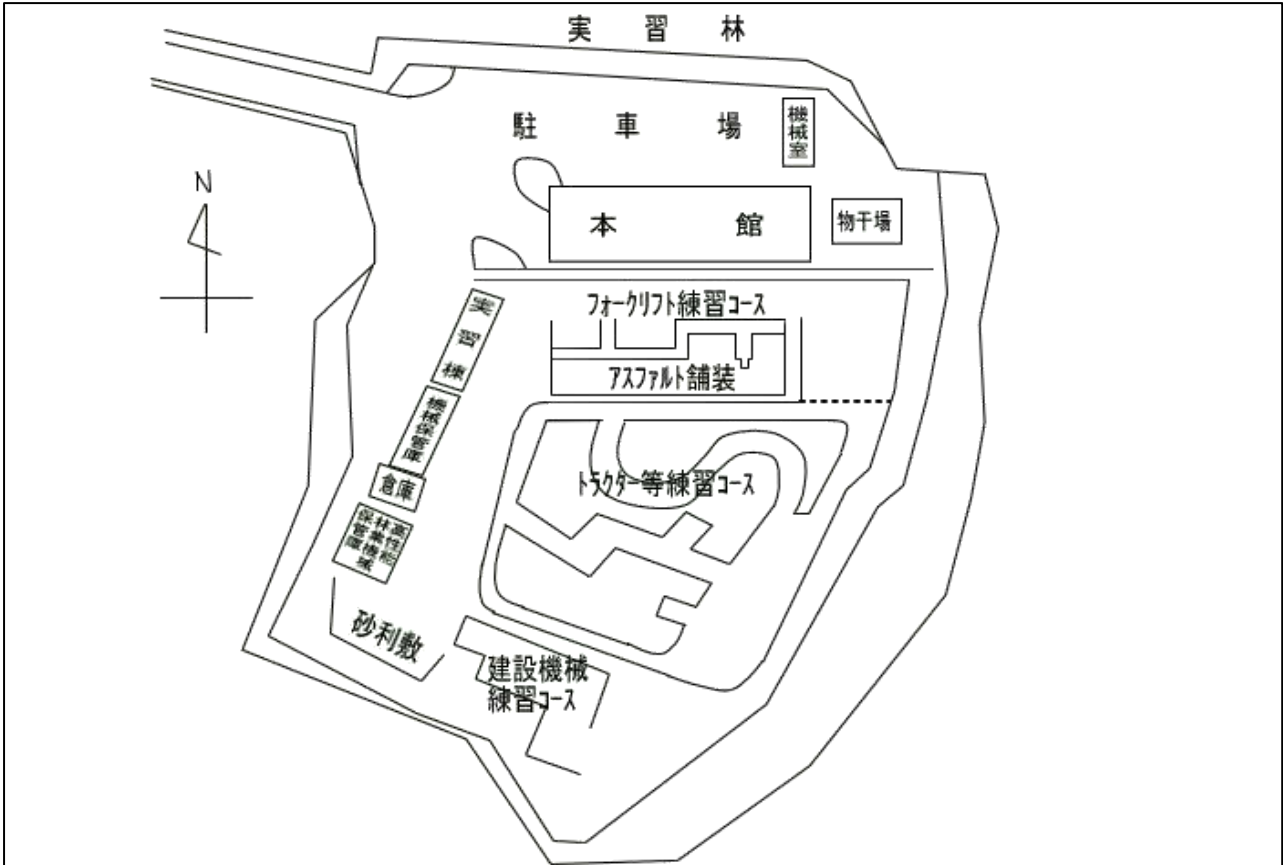 実習林
駐車場
機械室
N
本館
物干場
フォークリフト練習コース
実習棟
アスファルト舗装
機械保管庫
トラクター等練習コース
倉庫
高性能
林業機械
保管庫
砂利敷
建設機械
練習コース